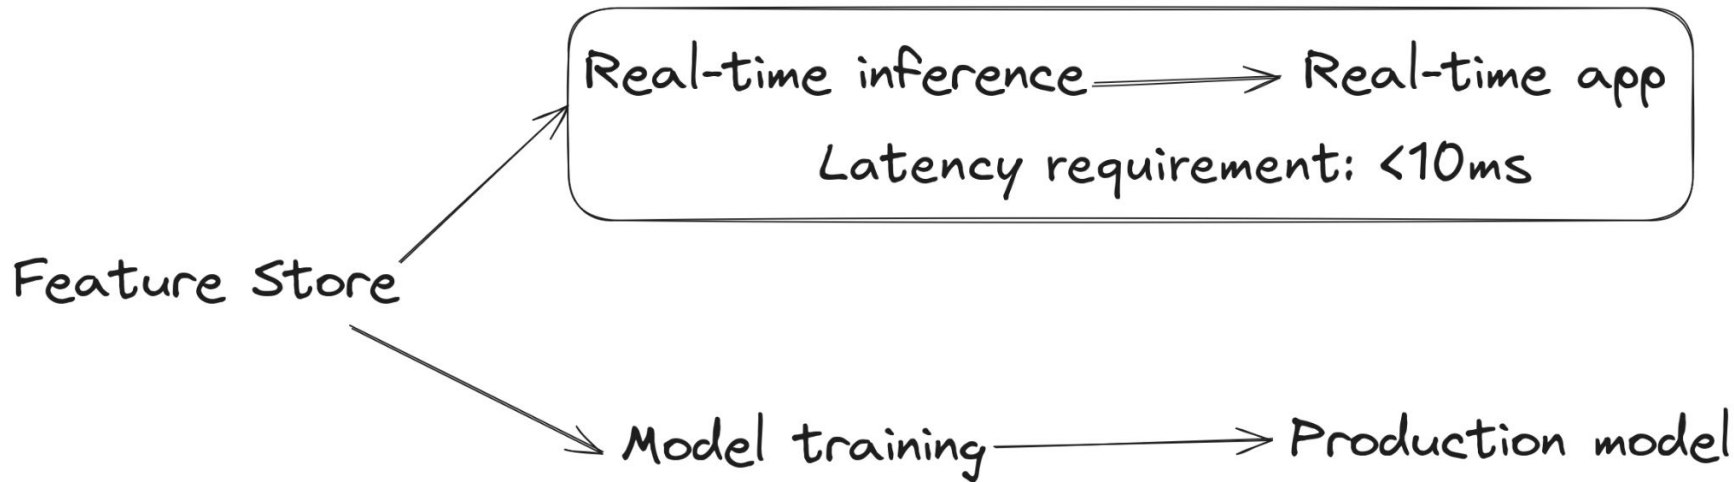 Real-time inference
Real-time app
Latency requirement: <10ms
Feature Store
Model training
Production model